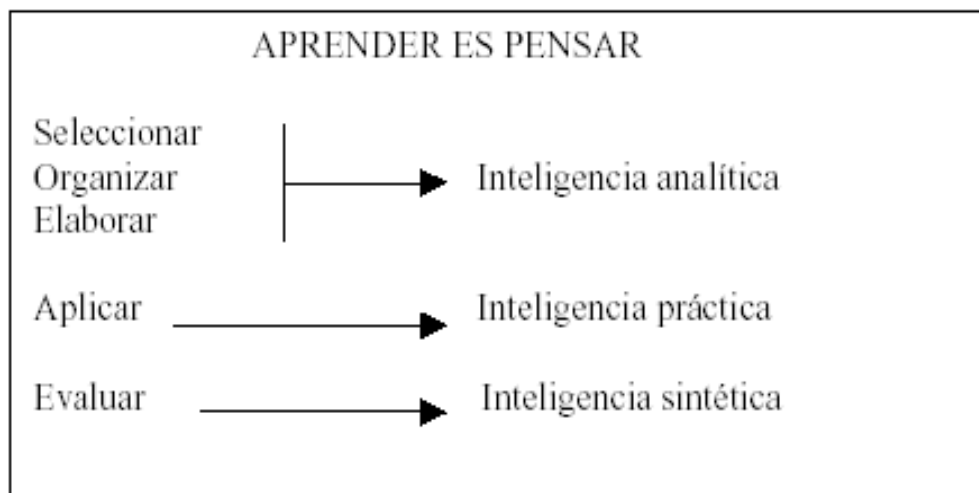 APRENDER ES PENSAR
Seleccionar
Organizar
Elaborar
Inteligencia analítica
Aplicar
Inteligencia práctica
Evaluar
Inteligencia sintética